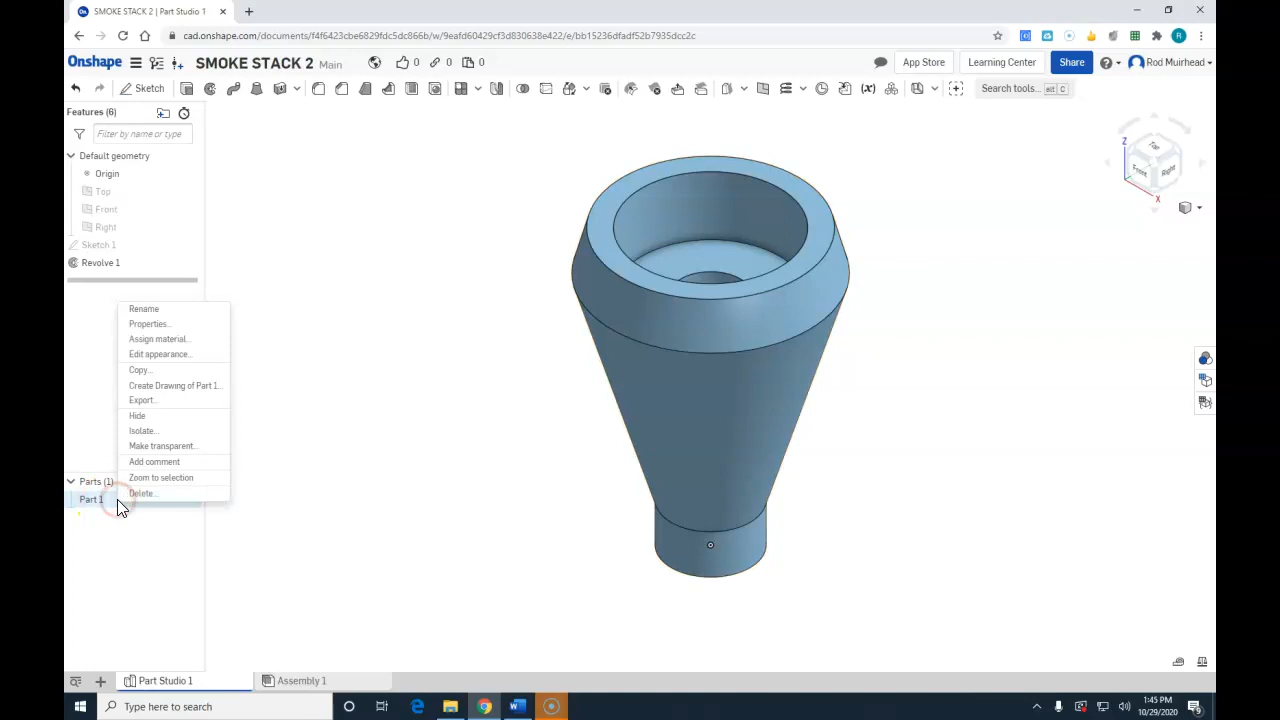 SMOKE STACK 2 | Part Studio 1
cad.onshape.com/documents/f4f6423cbe6829fdc5dc866b/w/9eafd60429cf3d830638e422/e/bb15236dfadf52b7935dcc2c
R
Onshape SMOKE STACK 2 Main 0 0 0 App Store Learning Center Share Rod Muirhead
Sketch Search tools... alt C
Features (6)
Filter by name or type
Default geometry
Origin
Top
Front
Right
Sketch 1
Revolve 1
Rename
Properties...
Assign material...
Edit appearance...
Copy...
Create Drawing of Part 1...
Export...
Hide
Isolate...
Make transparent...
Add comment
Zoom to selection
Delete...
Parts (1)
Part 1
Z
Top
Front
Right
X
Part Studio 1 Assembly 1
Type here to search
1:45 PM
10/29/2020